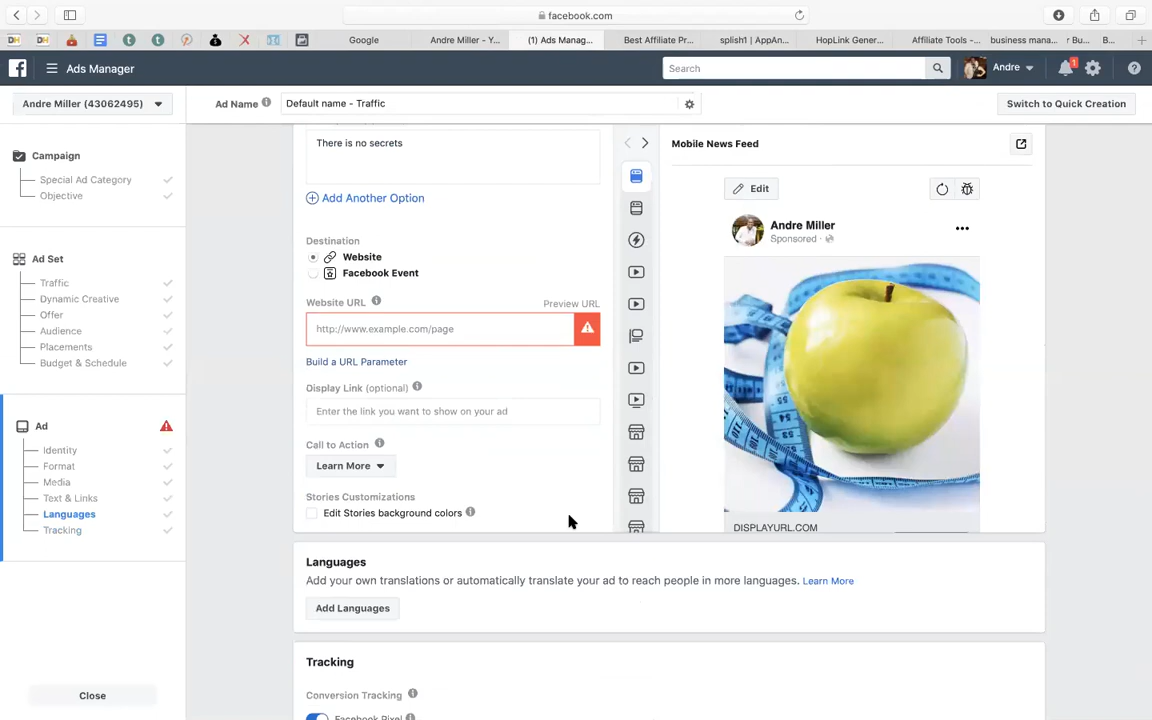 facebook.com
Google
Andre Miller - Y...
(1) Ads Manag...
Best Affiliate Pr...
splish1 | AppAn...
HopLink Gener...
Affiliate Tools -...
business mana...
r Bu...
B...
Ads Manager
Search
Andre
1
Andre Miller (43062495)
Ad Name
Default name - Traffic
Switch to Quick Creation
Campaign
Special Ad Category
Objective
Ad Set
Traffic
Dynamic Creative
Offer
Audience
Placements
Budget & Schedule
Ad
Identity
Format
Media
Text & Links
Languages
Tracking
Close
There is no secrets
Add Another Option
Destination
Website
Facebook Event
Website URL
Preview URL
http://www.example.com/page
Build a URL Parameter
Display Link (optional)
Enter the link you want to show on your ad
Call to Action
Learn More
Stories Customizations
Edit Stories background colors
Mobile News Feed
Edit
Andre Miller
Sponsored ·
DISPLAYURL.COM
Languages
Add your own translations or automatically translate your ad to reach people in more languages. Learn More
Add Languages
Tracking
Conversion Tracking
Facebook Pixel